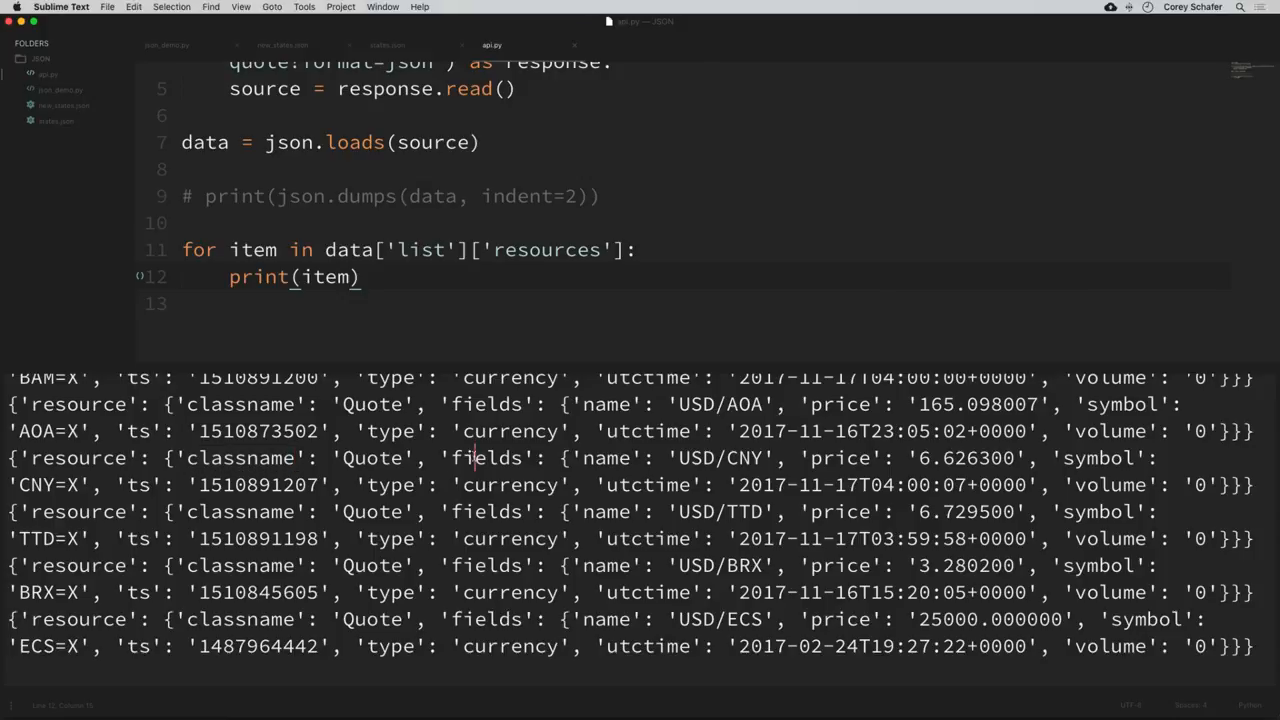 Sublime Text File Edit Selection Find View Goto Tools Project Window Help Corey Schafer
api.py — JSON
FOLDERS
JSON
api.py
json_demo.py
new_states.json
states.json
json_demo.py × new_states.json × states.json × api.py ×
quote?format=json") as response:
5 source = response.read()
6
7 data = json.loads(source)
8
9 # print(json.dumps(data, indent=2))
10
11 for item in data['list']['resources']:
12 print(item)
13
'BAM=X', 'ts': '1510891200', 'type': 'currency', 'utctime': '2017-11-17T04:00:00+0000', 'volume': '0'}}}
{'resource': {'classname': 'Quote', 'fields': {'name': 'USD/AOA', 'price': '165.098007', 'symbol':
'AOA=X', 'ts': '1510873502', 'type': 'currency', 'utctime': '2017-11-16T23:05:02+0000', 'volume': '0'}}}
{'resource': {'classname': 'Quote', 'fields': {'name': 'USD/CNY', 'price': '6.626300', 'symbol':
'CNY=X', 'ts': '1510891207', 'type': 'currency', 'utctime': '2017-11-17T04:00:07+0000', 'volume': '0'}}}
{'resource': {'classname': 'Quote', 'fields': {'name': 'USD/TTD', 'price': '6.729500', 'symbol':
'TTD=X', 'ts': '1510891198', 'type': 'currency', 'utctime': '2017-11-17T03:59:58+0000', 'volume': '0'}}}
{'resource': {'classname': 'Quote', 'fields': {'name': 'USD/BRX', 'price': '3.280200', 'symbol':
'BRX=X', 'ts': '1510845605', 'type': 'currency', 'utctime': '2017-11-16T15:20:05+0000', 'volume': '0'}}}
{'resource': {'classname': 'Quote', 'fields': {'name': 'USD/ECS', 'price': '25000.000000', 'symbol':
'ECS=X', 'ts': '1487964442', 'type': 'currency', 'utctime': '2017-02-24T19:27:22+0000', 'volume': '0'}}}
Line 12, Column 15 UTF-8 Spaces: 4 Python